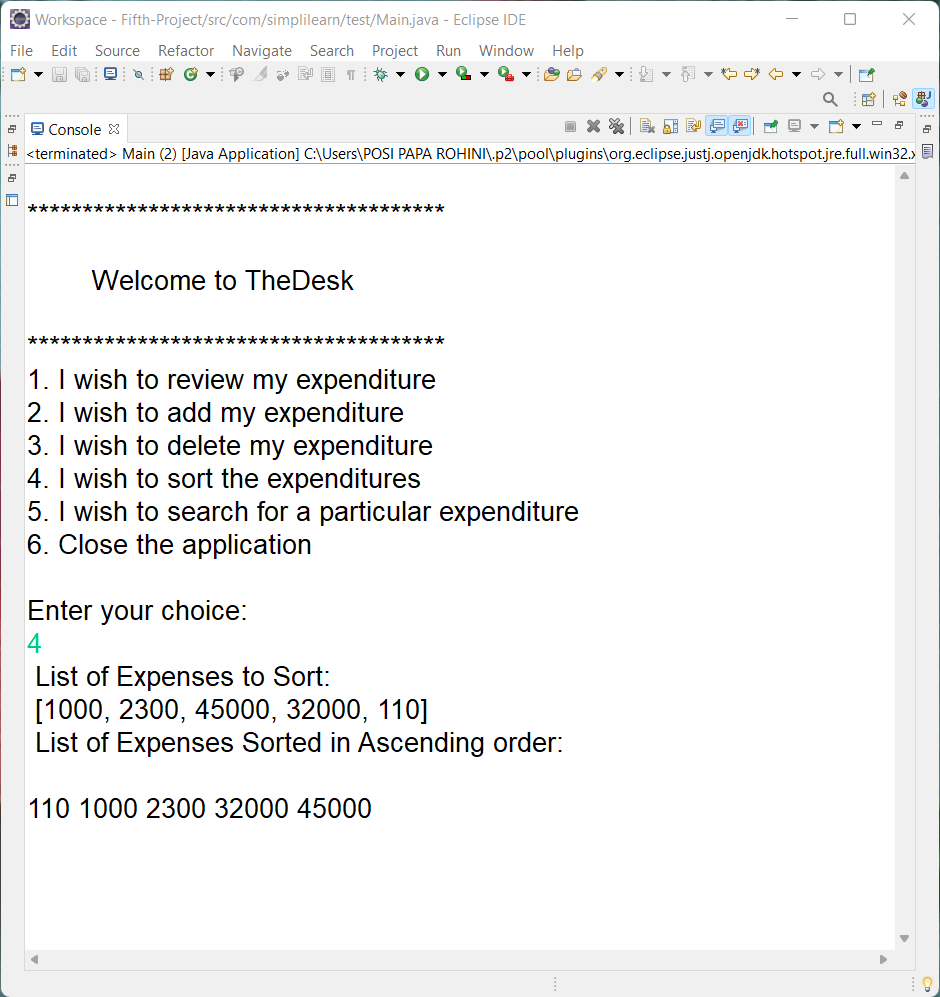 Workspace - Fifth-Project/src/com/simplilearn/test/Main.java - Eclipse IDE
File Edit Source Refactor Navigate Search Project Run Window Help
Console
<terminated> Main (2) [Java Application] C:\Users\POSI PAPA ROHINI\.p2\pool\plugins\org.eclipse.justj.openjdk.hotspot.jre.full.win32.x
**************************************
Welcome to TheDesk
**************************************
1. I wish to review my expenditure
2. I wish to add my expenditure
3. I wish to delete my expenditure
4. I wish to sort the expenditures
5. I wish to search for a particular expenditure
6. Close the application
Enter your choice:
4
List of Expenses to Sort:
[1000, 2300, 45000, 32000, 110]
List of Expenses Sorted in Ascending order:
110 1000 2300 32000 45000